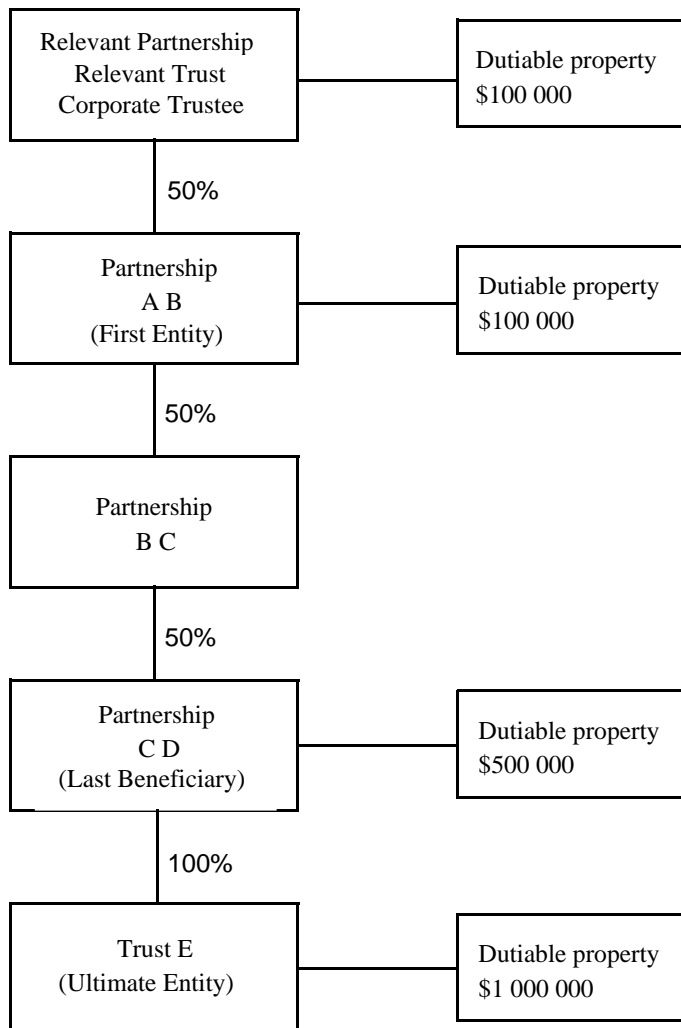 Relevant Partnership
Relevant Trust
Corporate Trustee
Dutiable property
$100 000
50%
Partnership
A B
(First Entity)
Dutiable property
$100 000
50%
Partnership
B C
50%
Partnership
C D
(Last Beneficiary)
Dutiable property
$500 000
100%
Trust E
(Ultimate Entity)
Dutiable property
$1 000 000